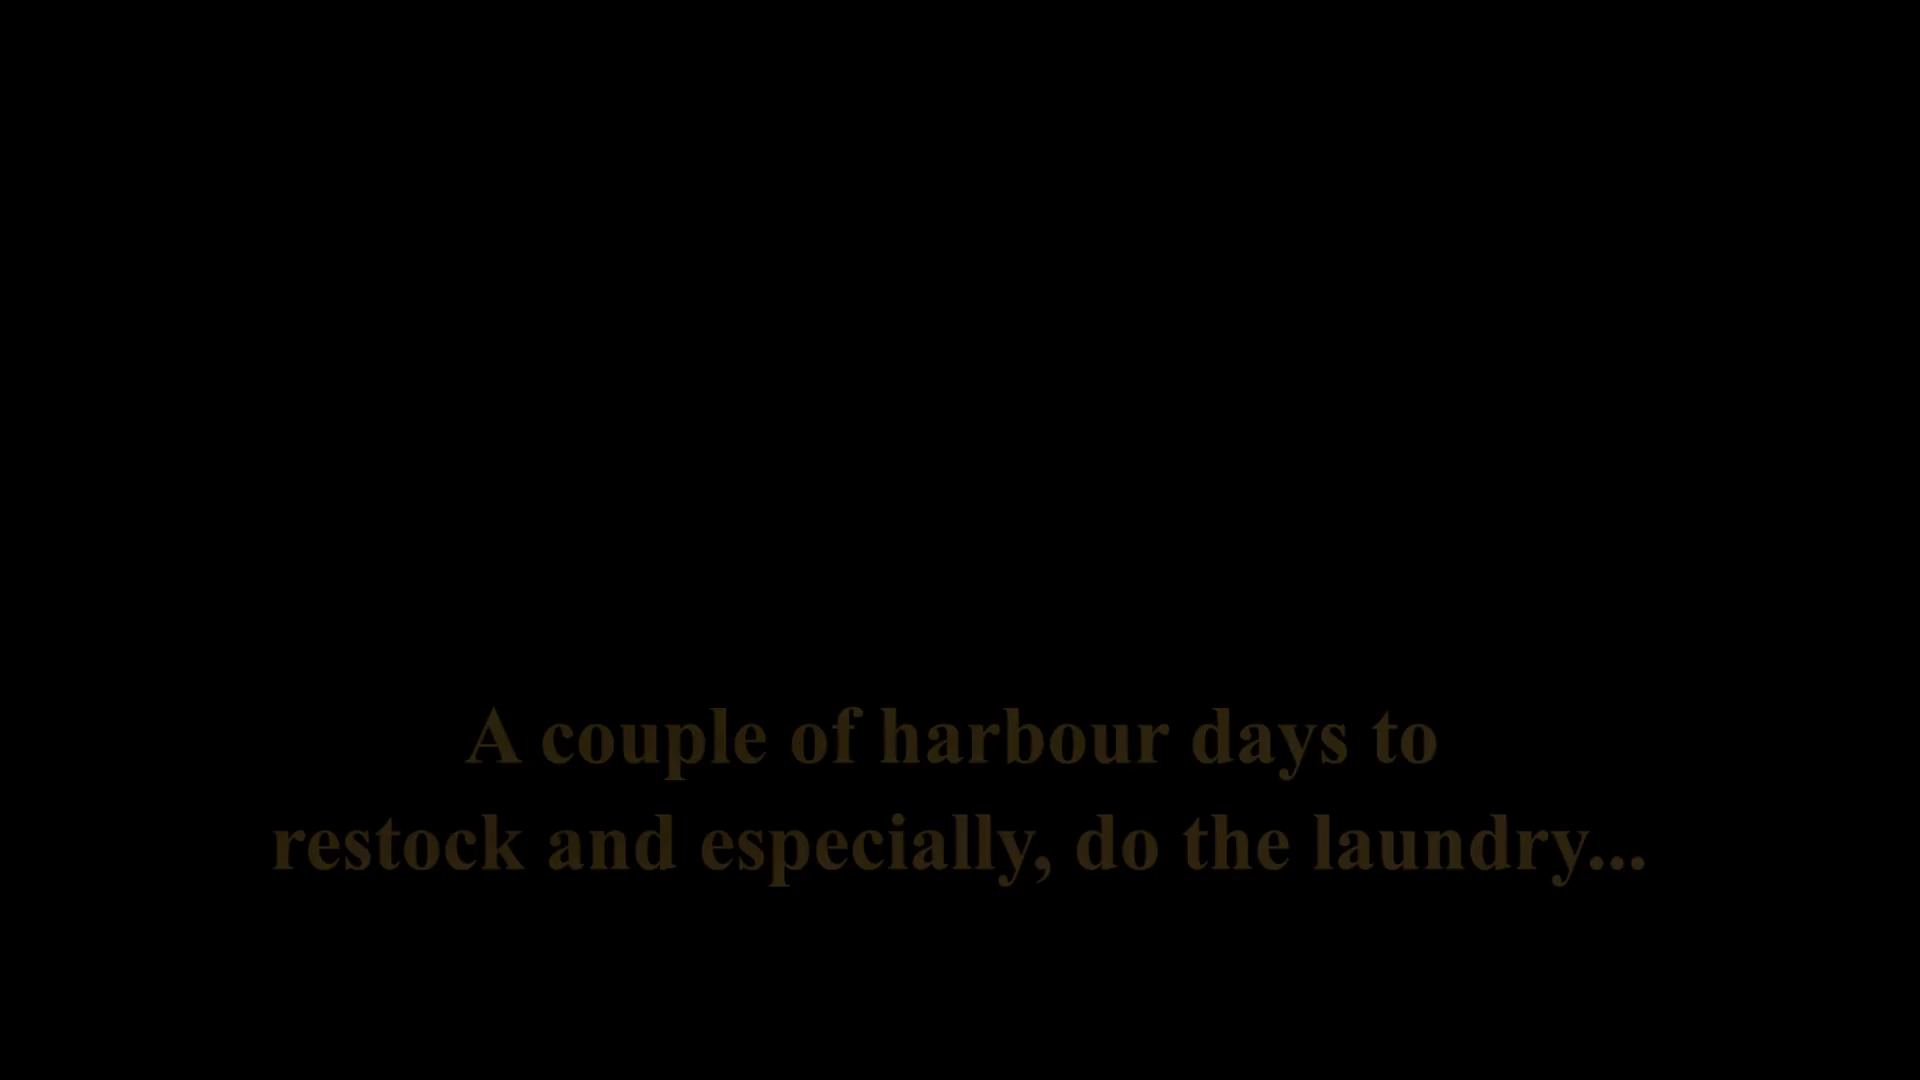 A couple of harbour days to
restock and especially, do the laundry...